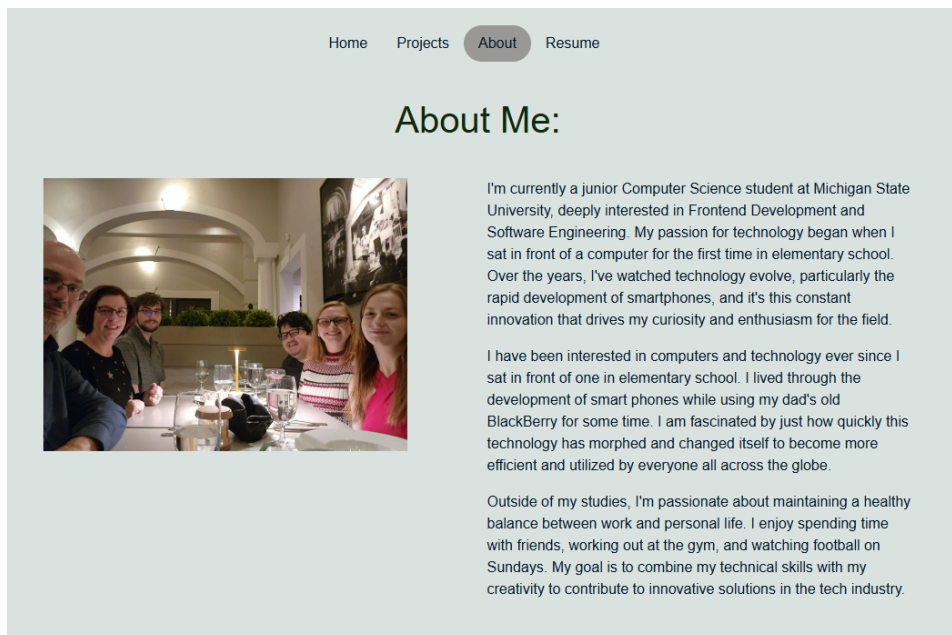 Home Projects About Resume
About Me:
I'm currently a junior Computer Science student at Michigan State
University, deeply interested in Frontend Development and
Software Engineering. My passion for technology began when I
sat in front of a computer for the first time in elementary school.
Over the years, I've watched technology evolve, particularly the
rapid development of smartphones, and it's this constant
innovation that drives my curiosity and enthusiasm for the field.
I have been interested in computers and technology ever since I
sat in front of one in elementary school. I lived through the
development of smart phones while using my dad's old
BlackBerry for some time. I am fascinated by just how quickly this
technology has morphed and changed itself to become more
efficient and utilized by everyone all across the globe.
Outside of my studies, I'm passionate about maintaining a healthy
balance between work and personal life. I enjoy spending time
with friends, working out at the gym, and watching football on
Sundays. My goal is to combine my technical skills with my
creativity to contribute to innovative solutions in the tech industry.